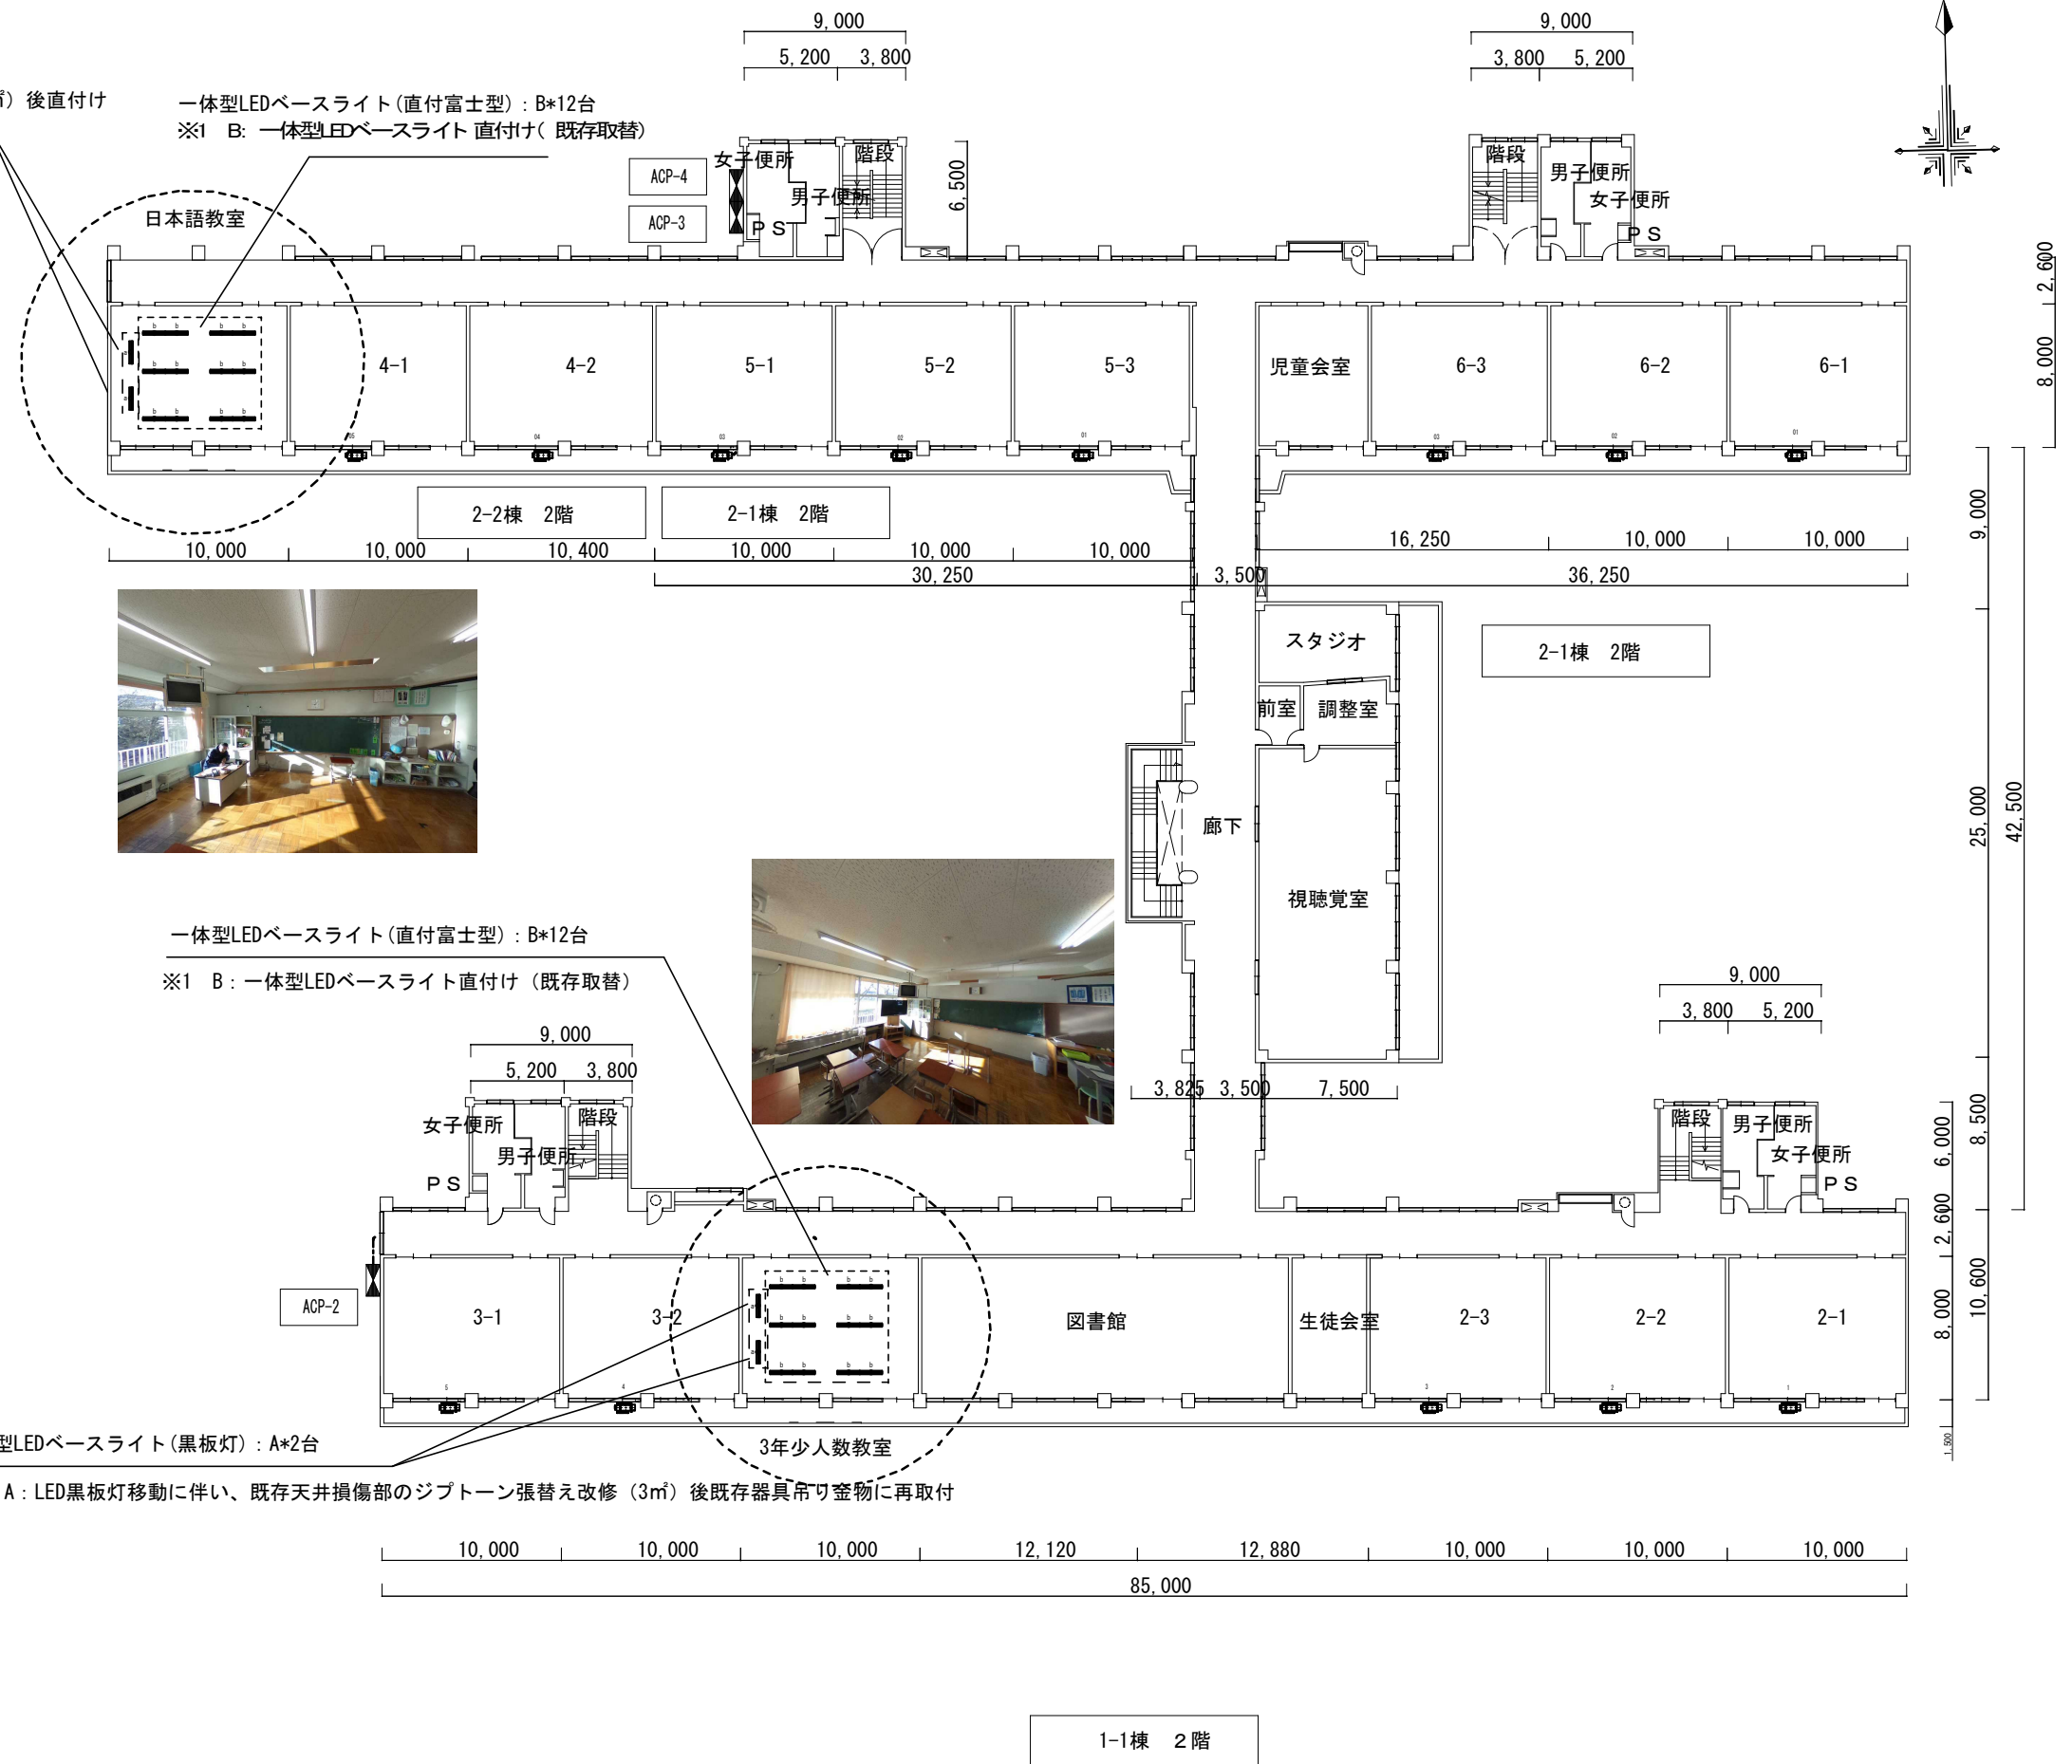 9,000
9,000
5,200 3,800
3,800 5,200
㎡）後直付け
一体型LEDベースライト(直付富士型)：B*12台
※1 B: 一体型LEDベースライト 直付け( 既存取替)
女子便所
階段
男子便所
PS
ACP-4
ACP-3
6,500
階段
男子便所
女子便所
PS
日本語教室
2,600
8,000
b b b b
a
b b b b
a
b b b b
4-1
4-2
5-1
5-2
5-3
児童会室
6-3
6-2
6-1
05 04 03 02 01 03 02 01
2-2棟 2階
2-1棟 2階
10,000 10,000 10,400 10,000 10,000 10,000
16,250 10,000 10,000
30,250 3,500 36,250
9,000
スタジオ
2-1棟 2階
前室
調整室
廊下
視聴覚室
25,000
42,500
一体型LEDベースライト(直付富士型)：B*12台
※1 B：一体型LEDベースライト直付け（既存取替）
9,000
5,200 3,800
9,000
3,800 5,200
3,825 3,500 7,500
女子便所
階段
男子便所
PS
階段
男子便所
女子便所
PS
6,000
8,500
2,600
8,000
10,600
1,500
ACP-2
3-1
3-2
b b b b
a
b b b b
a
b b b b
図書館
生徒会室
2-3
2-2
2-1
5 4 3 2 1
3年少人数教室
型LEDベースライト(黒板灯)：A*2台
A：LED黒板灯移動に伴い、既存天井損傷部のジプトーン張替え改修（3㎡）後既存器具吊り金物に再取付
10,000 10,000 10,000 12,120 12,880 10,000 10,000 10,000
85,000
1-1棟 2階